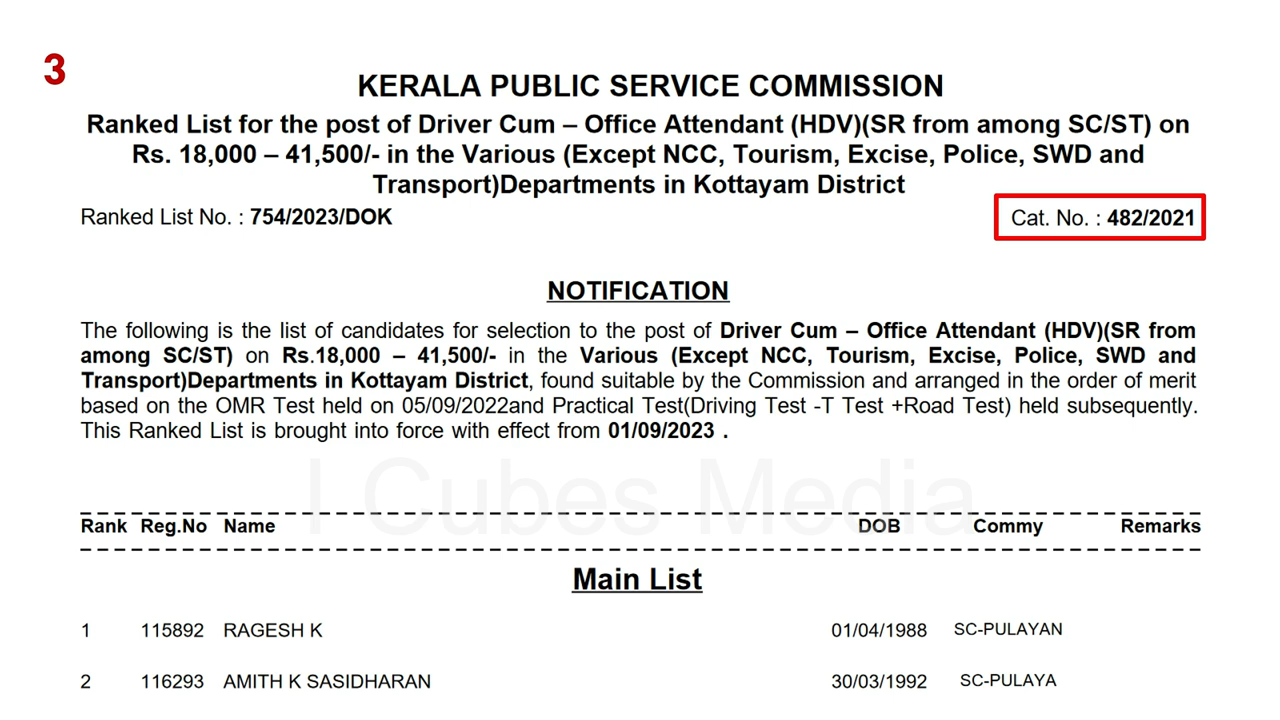 3
KERALA PUBLIC SERVICE COMMISSION
Ranked List for the post of Driver Cum – Office Attendant (HDV)(SR from among SC/ST) on
Rs. 18,000 – 41,500/- in the Various (Except NCC, Tourism, Excise, Police, SWD and
Transport)Departments in Kottayam District
Ranked List No. : 754/2023/DOK Cat. No. : 482/2021
NOTIFICATION
The following is the list of candidates for selection to the post of Driver Cum – Office Attendant (HDV)(SR from
among SC/ST) on Rs.18,000 – 41,500/- in the Various (Except NCC, Tourism, Excise, Police, SWD and
Transport)Departments in Kottayam District, found suitable by the Commission and arranged in the order of merit
based on the OMR Test held on 05/09/2022and Practical Test(Driving Test -T Test +Road Test) held subsequently.
This Ranked List is brought into force with effect from 01/09/2023 .
I Cubes Media
Rank Reg.No Name DOB Commy Remarks
Main List
1 115892 RAGESH K 01/04/1988 SC-PULAYAN
2 116293 AMITH K SASIDHARAN 30/03/1992 SC-PULAYA